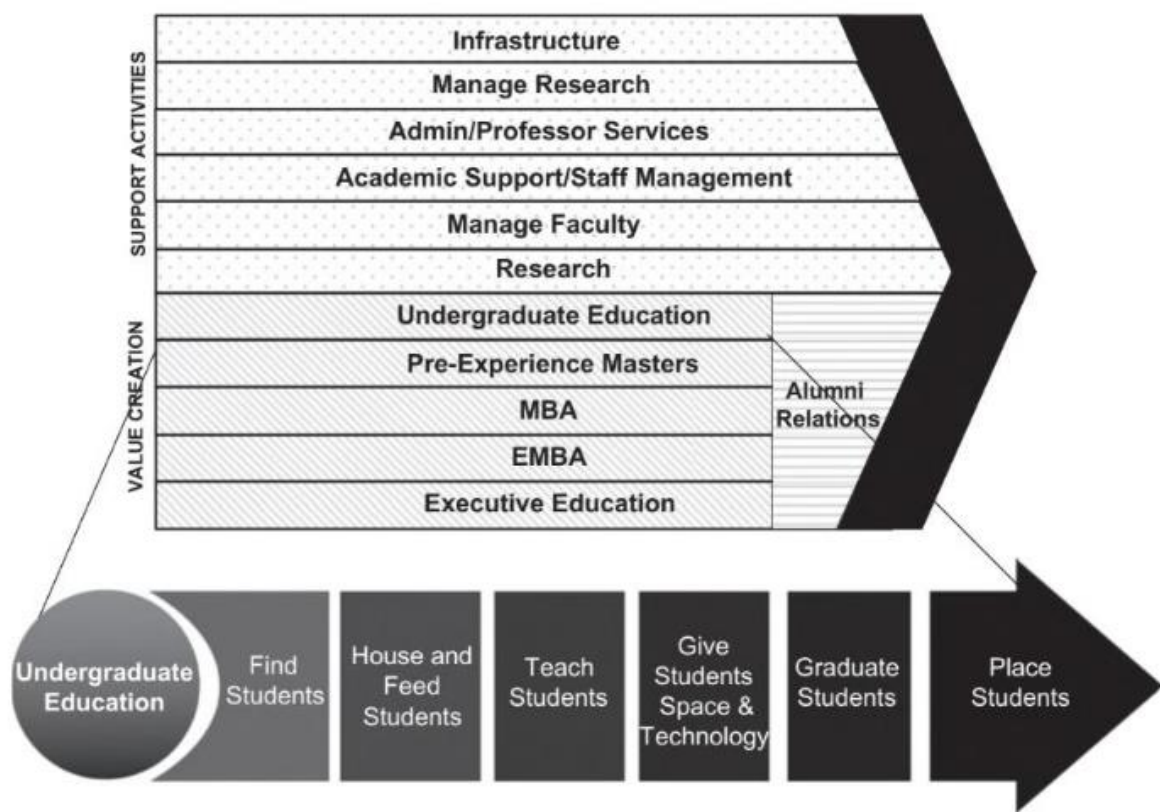 SUPPORT ACTIVITIES
Infrastructure
Manage Research
Admin/Professor Services
Academic Support/Staff Management
Manage Faculty
Research
VALUE CREATION
Undergraduate Education
Pre-Experience Masters
MBA
EMBA
Executive Education
Alumni
Relations
Undergraduate
Education
Find
Students
House and
Feed
Students
Teach
Students
Give
Students
Space &
Technology
Graduate
Students
Place
Students